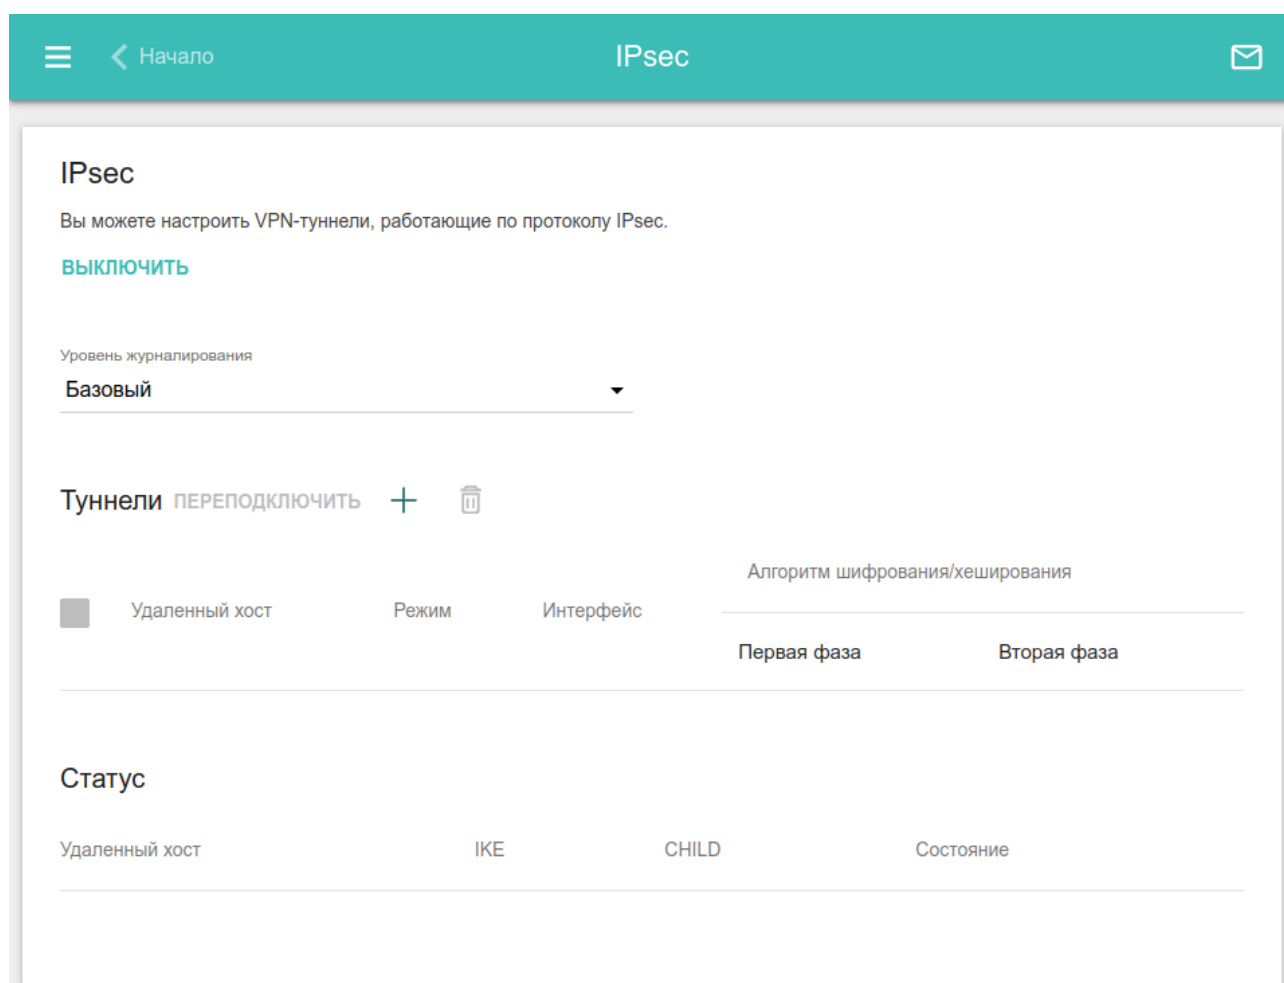 Начало
IPsec
IPsec
Вы можете настроить VPN-туннели, работающие по протоколу IPsec.
ВЫКЛЮЧИТЬ
Уровень журналирования
Базовый
Туннели ПЕРЕПОДКЛЮЧИТЬ
Алгоритм шифрования/хеширования
Удаленный хост Режим Интерфейс
Первая фаза Вторая фаза
Статус
Удаленный хост IKE CHILD Состояние